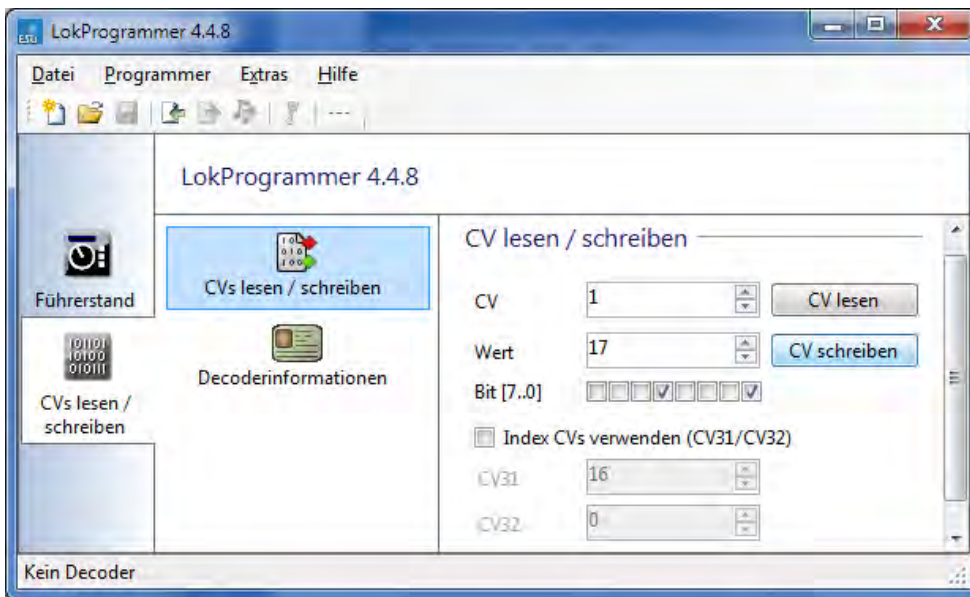 LokProgrammer 4.4.8
Datei Programmer Extras Hilfe
LokProgrammer 4.4.8
Führerstand
CVs lesen /
schreiben
CVs lesen / schreiben
Decoderinformationen
CV lesen / schreiben
CV 1 CV lesen
Wert 17 CV schreiben
Bit [7..0]
Index CVs verwenden (CV31/CV32)
CV31 16
CV32 0
Kein Decoder